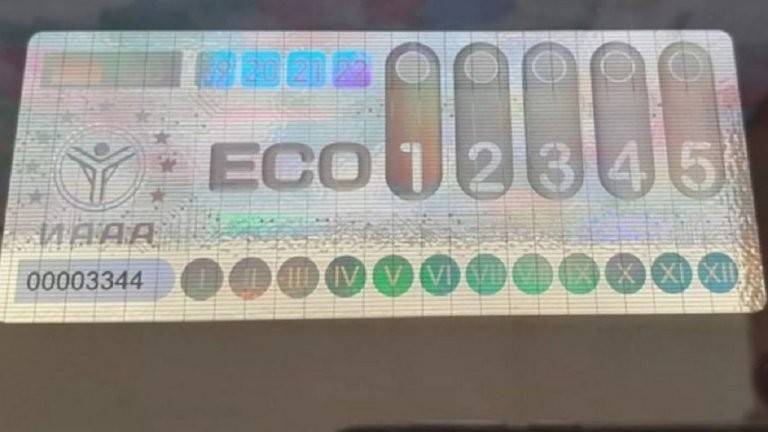 19 20 21 22
ECO 1 2 3 4 5
ИААА
00003344 I II III IV V VI VII VIII IX X XI XII